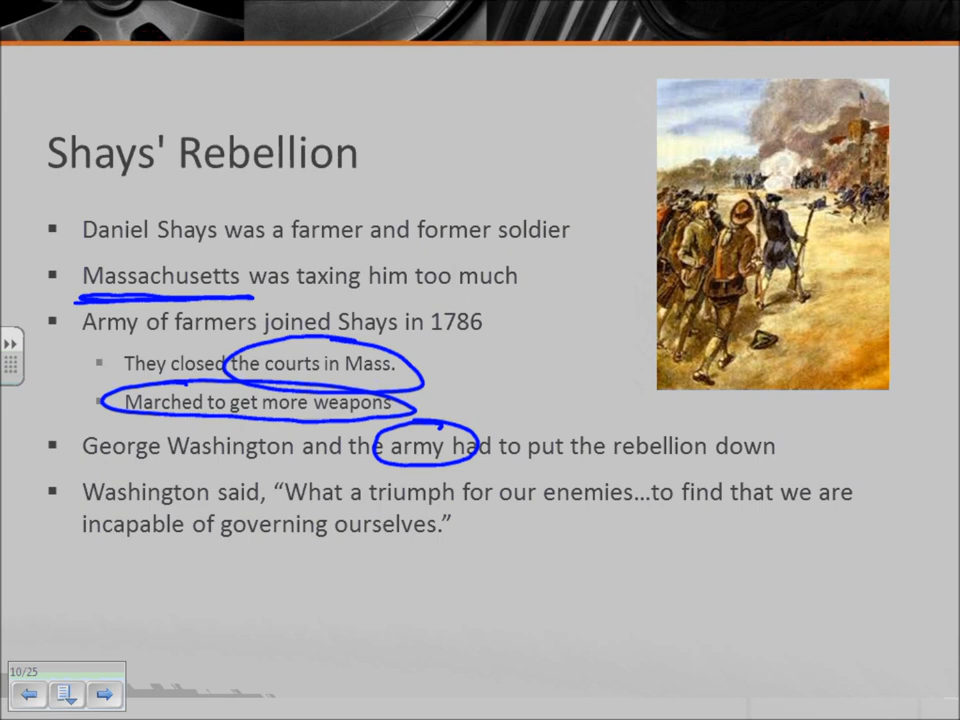 Shays' Rebellion
▪ Daniel Shays was a farmer and former soldier
▪ Massachusetts was taxing him too much
▪ Army of farmers joined Shays in 1786
▪ They closed the courts in Mass.
▪ Marched to get more weapons
▪ George Washington and the army had to put the rebellion down
▪ Washington said, “What a triumph for our enemies…to find that we are
incapable of governing ourselves.”
10/25